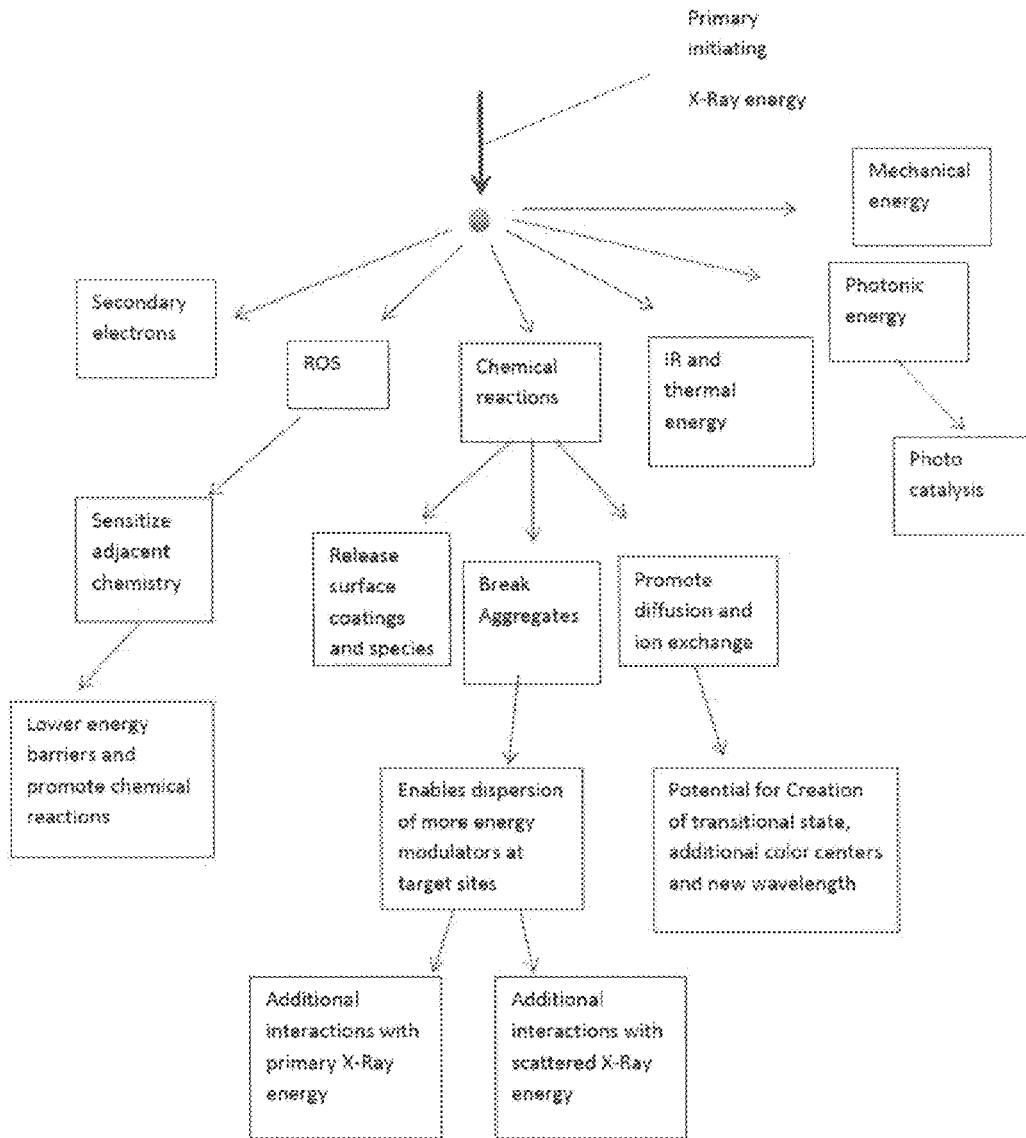 Primary
initiating
X-Ray energy
Mechanical
energy
Secondary
electrons
ROS
Chemical
reactions
IR and
thermal
energy
Photonic
energy
Photo
catalysis
Sensitize
adjacent
chemistry
Release
surface
coatings
and species
Break
Aggregates
Promote
diffusion and
ion exchange
Lower energy
barriers and
promote chemical
reactions
Enables dispersion
of more energy
modulators at
target sites
Potential for Creation
of transitional state,
additional color centers
and new wavelength
Additional
interactions with
primary X-Ray
energy
Additional
interactions with
scattered X-Ray
energy